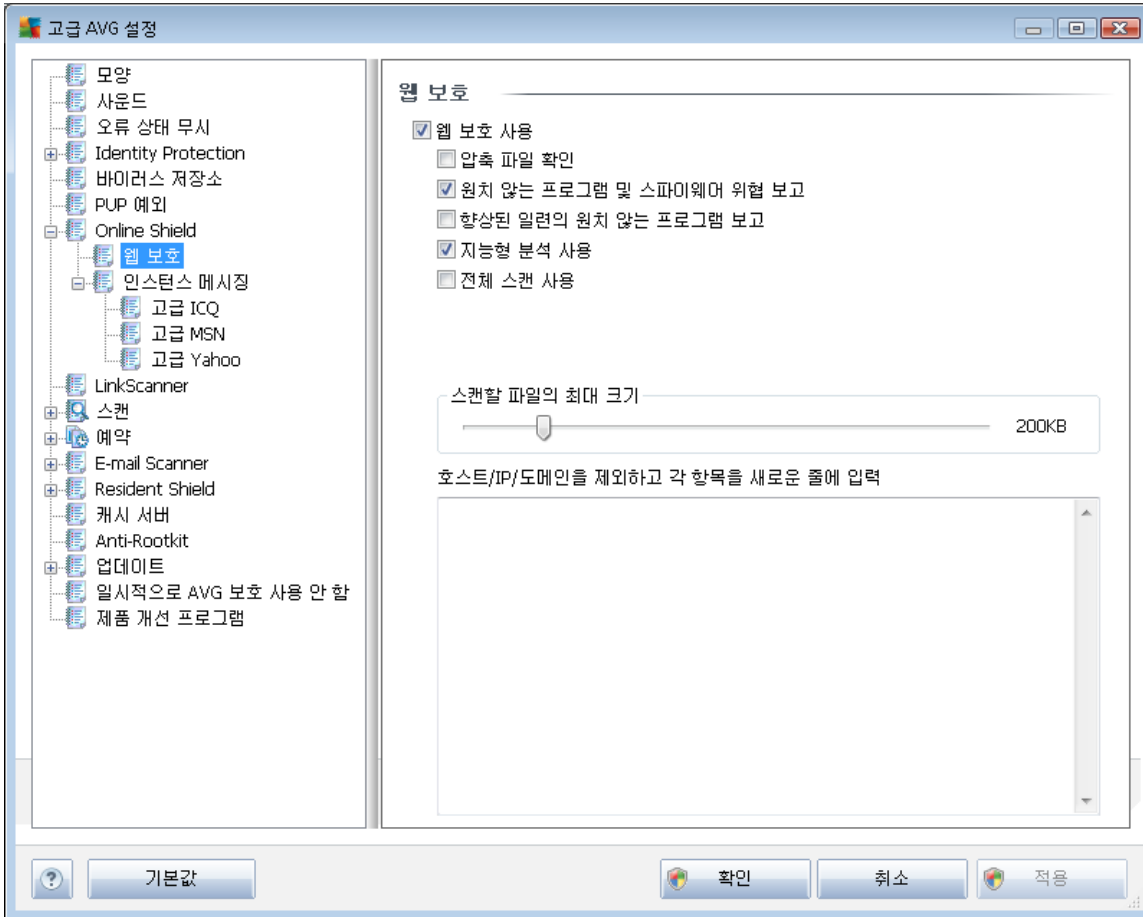 고급 AVG 설정
모양
사운드
오류 상태 무시
Identity Protection
바이러스 저장소
PUP 예외
Online Shield
웹 보호
인스턴스 메시징
고급 ICQ
고급 MSN
고급 Yahoo
LinkScanner
스캔
예약
E-mail Scanner
Resident Shield
캐시 서버
Anti-Rootkit
업데이트
일시적으로 AVG 보호 사용 안 함
제품 개선 프로그램
웹 보호
웹 보호 사용
압축 파일 확인
원치 않는 프로그램 및 스파이웨어 위협 보고
향상된 일련의 원치 않는 프로그램 보고
지능형 분석 사용
전체 스캔 사용
스캔할 파일의 최대 크기
200KB
호스트/IP/도메인을 제외하고 각 항목을 새로운 줄에 입력
?
기본값
확인
취소
적용